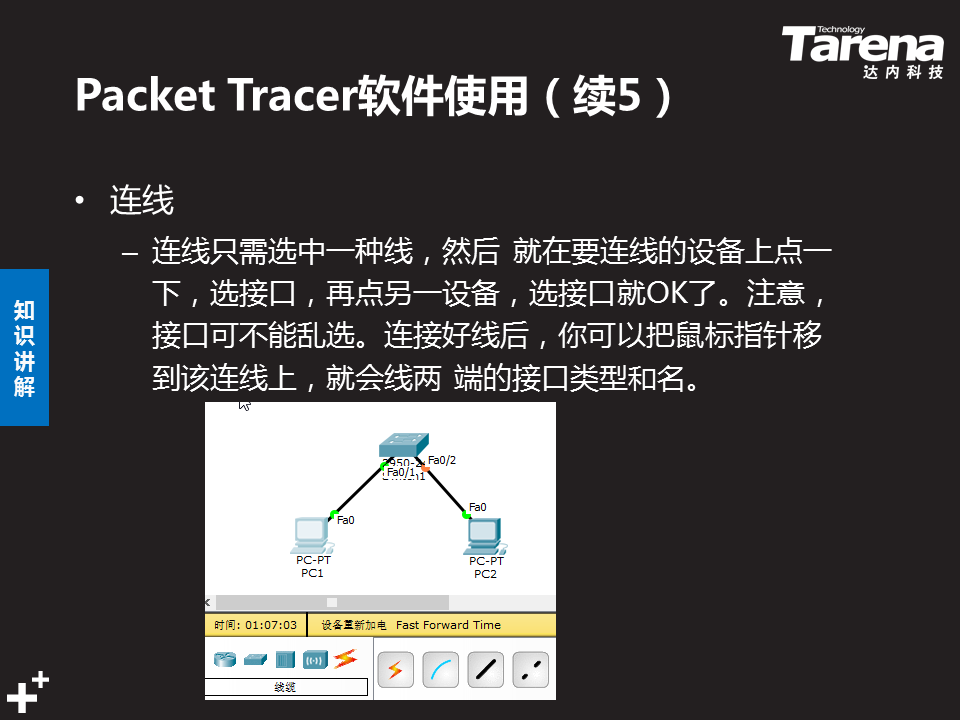 Technology
Tarena
达内科技
Packet Tracer软件使用（续5）
• 连线
– 连线只需选中一种线，然后 就在要连线的设备上点一
下，选接口，再点另一设备，选接口就OK了。注意，
接口可不能乱选。连接好线后，你可以把鼠标指针移
到该连线上，就会线两 端的接口类型和名。
知
识
讲
解
Fa0/2
Fa0/1
Fa0
Fa0
PC-PT
PC1
PC-PT
PC2
时间: 01:07:03 设备重新加电 Fast Forward Time
线缆